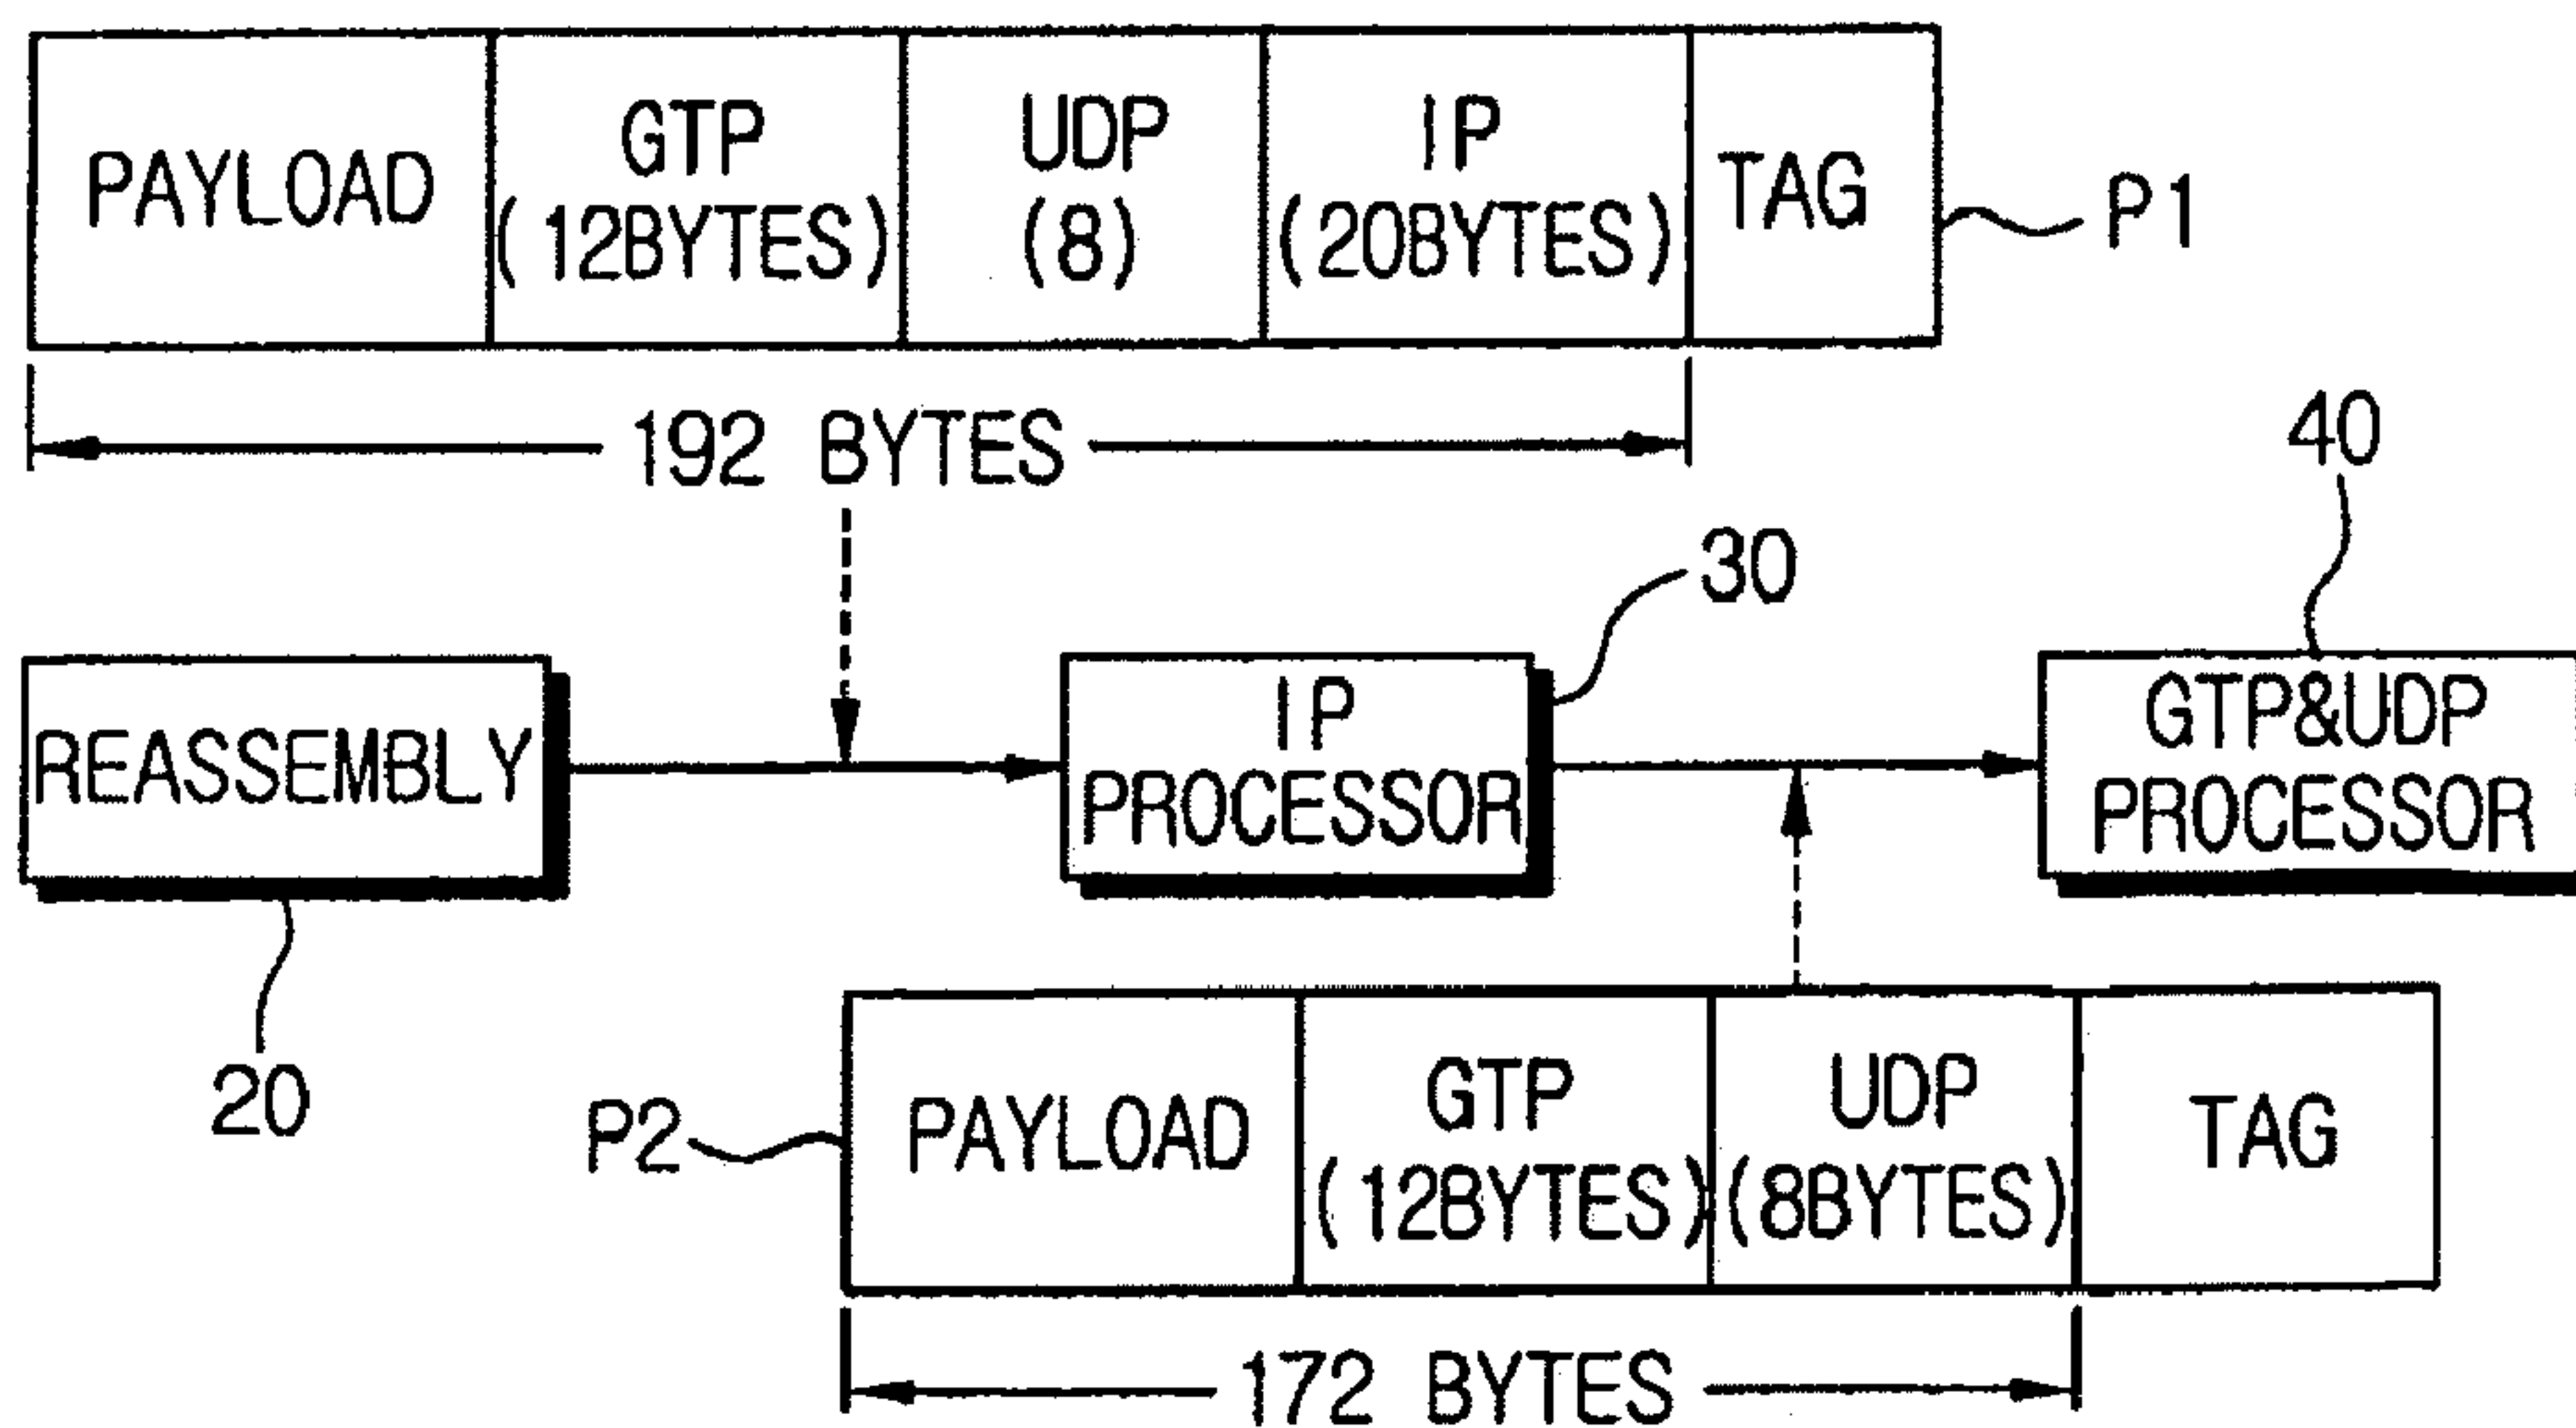 PAYLOAD
GTP
(12BYTES)
UDP
(8)
IP
(20BYTES)
TAG
P1
192 BYTES
40
30
REASSEMBLY
IP
PROCESSOR
GTP&UDP
PROCESSOR
20
P2
PAYLOAD
GTP
(12BYTES)
UDP
(8BYTES)
TAG
172 BYTES